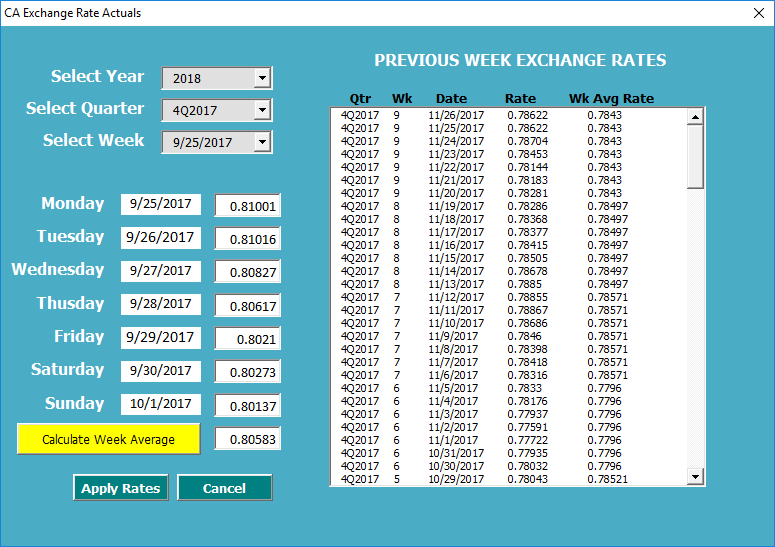 CA Exchange Rate Actuals
PREVIOUS WEEK EXCHANGE RATES
Select Year 2018
Select Quarter 4Q2017
Select Week 9/25/2017
Monday 9/25/2017 0.81001
Tuesday 9/26/2017 0.81016
Wednesday 9/27/2017 0.80827
Thusday 9/28/2017 0.80617
Friday 9/29/2017 0.8021
Saturday 9/30/2017 0.80273
Sunday 10/1/2017 0.80137
Calculate Week Average 0.80583
Apply Rates Cancel
Qtr Wk Date Rate Wk Avg Rate
4Q2017 9 11/26/2017 0.78622 0.7843
4Q2017 9 11/25/2017 0.78622 0.7843
4Q2017 9 11/24/2017 0.78704 0.7843
4Q2017 9 11/23/2017 0.78453 0.7843
4Q2017 9 11/22/2017 0.78144 0.7843
4Q2017 9 11/21/2017 0.78183 0.7843
4Q2017 9 11/20/2017 0.78281 0.7843
4Q2017 8 11/19/2017 0.78286 0.78497
4Q2017 8 11/18/2017 0.78368 0.78497
4Q2017 8 11/17/2017 0.78377 0.78497
4Q2017 8 11/16/2017 0.78415 0.78497
4Q2017 8 11/15/2017 0.78505 0.78497
4Q2017 8 11/14/2017 0.78678 0.78497
4Q2017 8 11/13/2017 0.7885 0.78497
4Q2017 7 11/12/2017 0.78855 0.78571
4Q2017 7 11/11/2017 0.78867 0.78571
4Q2017 7 11/10/2017 0.78686 0.78571
4Q2017 7 11/9/2017 0.7846 0.78571
4Q2017 7 11/8/2017 0.78398 0.78571
4Q2017 7 11/7/2017 0.78418 0.78571
4Q2017 7 11/6/2017 0.78316 0.78571
4Q2017 6 11/5/2017 0.7833 0.7796
4Q2017 6 11/4/2017 0.78176 0.7796
4Q2017 6 11/3/2017 0.77937 0.7796
4Q2017 6 11/2/2017 0.77591 0.7796
4Q2017 6 11/1/2017 0.77722 0.7796
4Q2017 6 10/31/2017 0.77935 0.7796
4Q2017 6 10/30/2017 0.78032 0.7796
4Q2017 5 10/29/2017 0.78043 0.78521